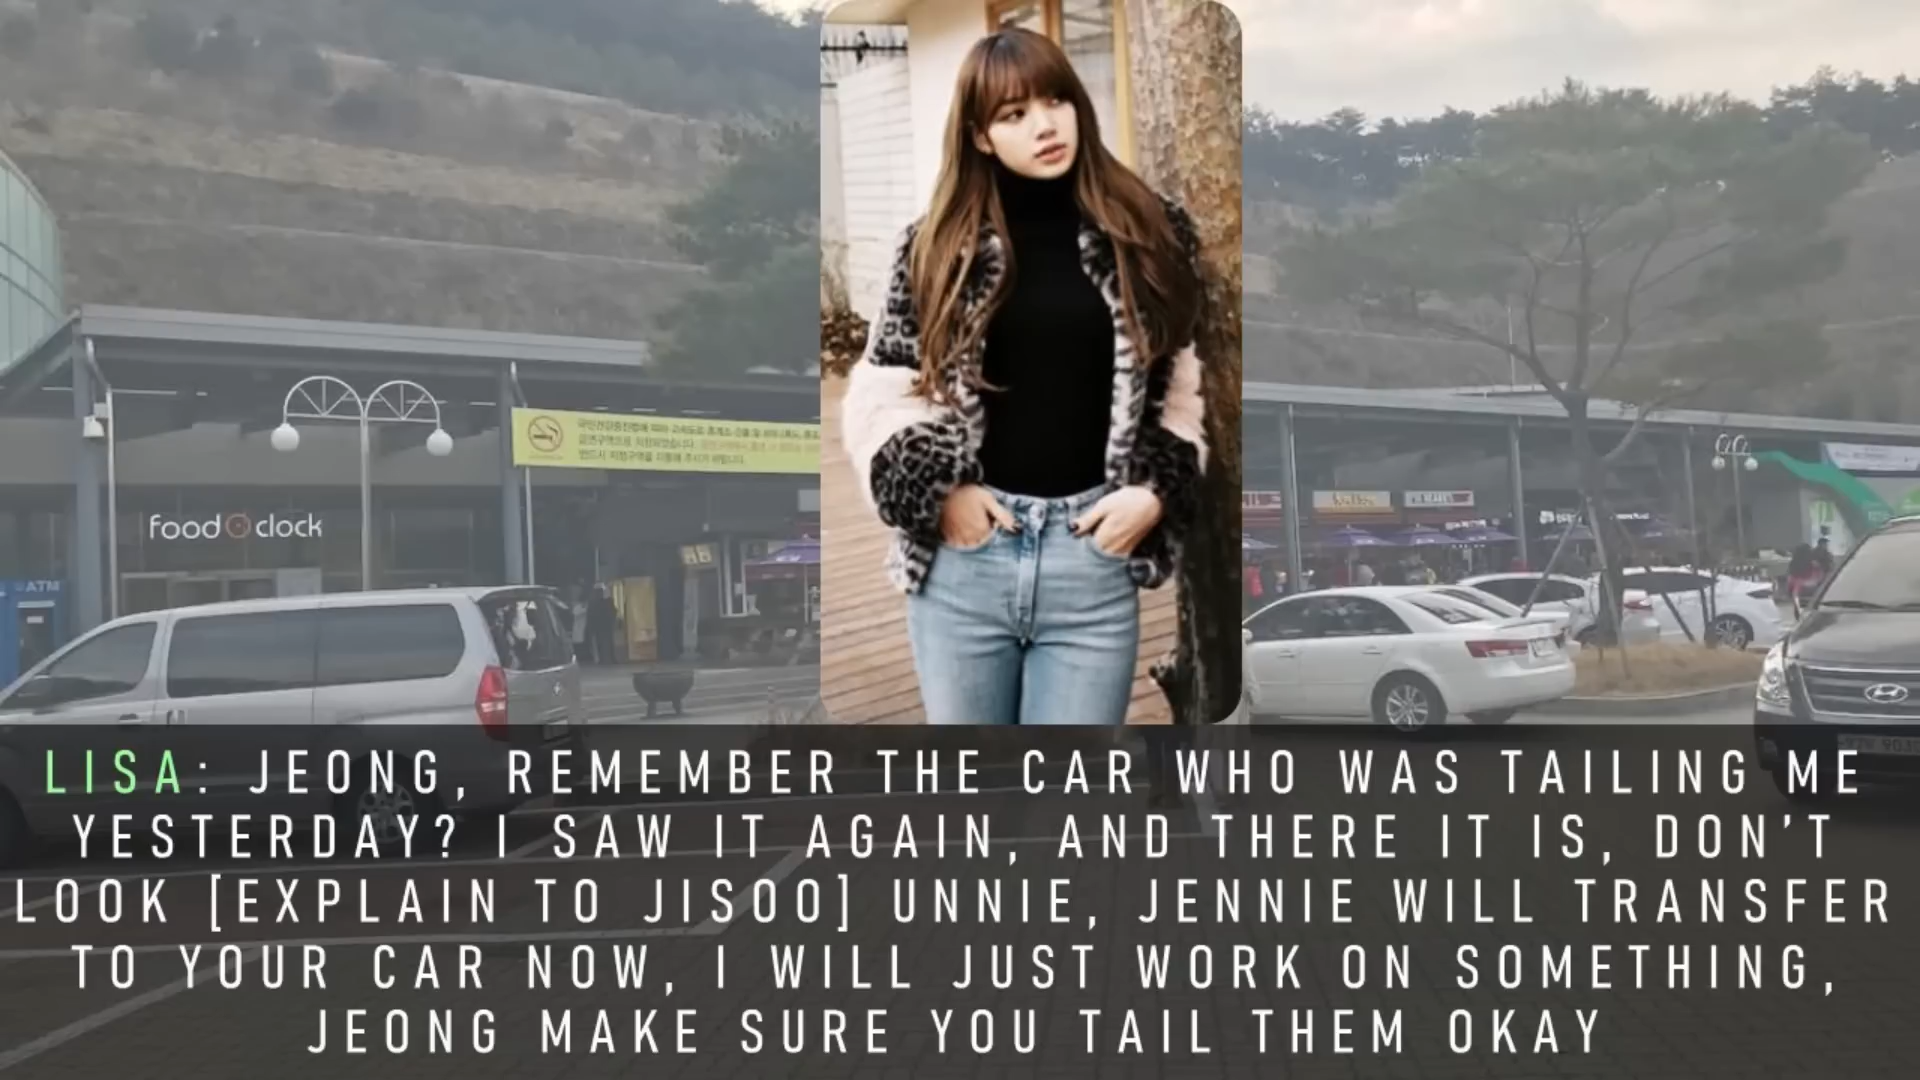 food clock
ATM
LISA: JEONG, REMEMBER THE CAR WHO WAS TAILING ME
YESTERDAY? I SAW IT AGAIN, AND THERE IT IS, DON'T
LOOK [EXPLAIN TO JISOO] UNNIE, JENNIE WILL TRANSFER
TO YOUR CAR NOW, I WILL JUST WORK ON SOMETHING,
JEONG MAKE SURE YOU TAIL THEM OKAY